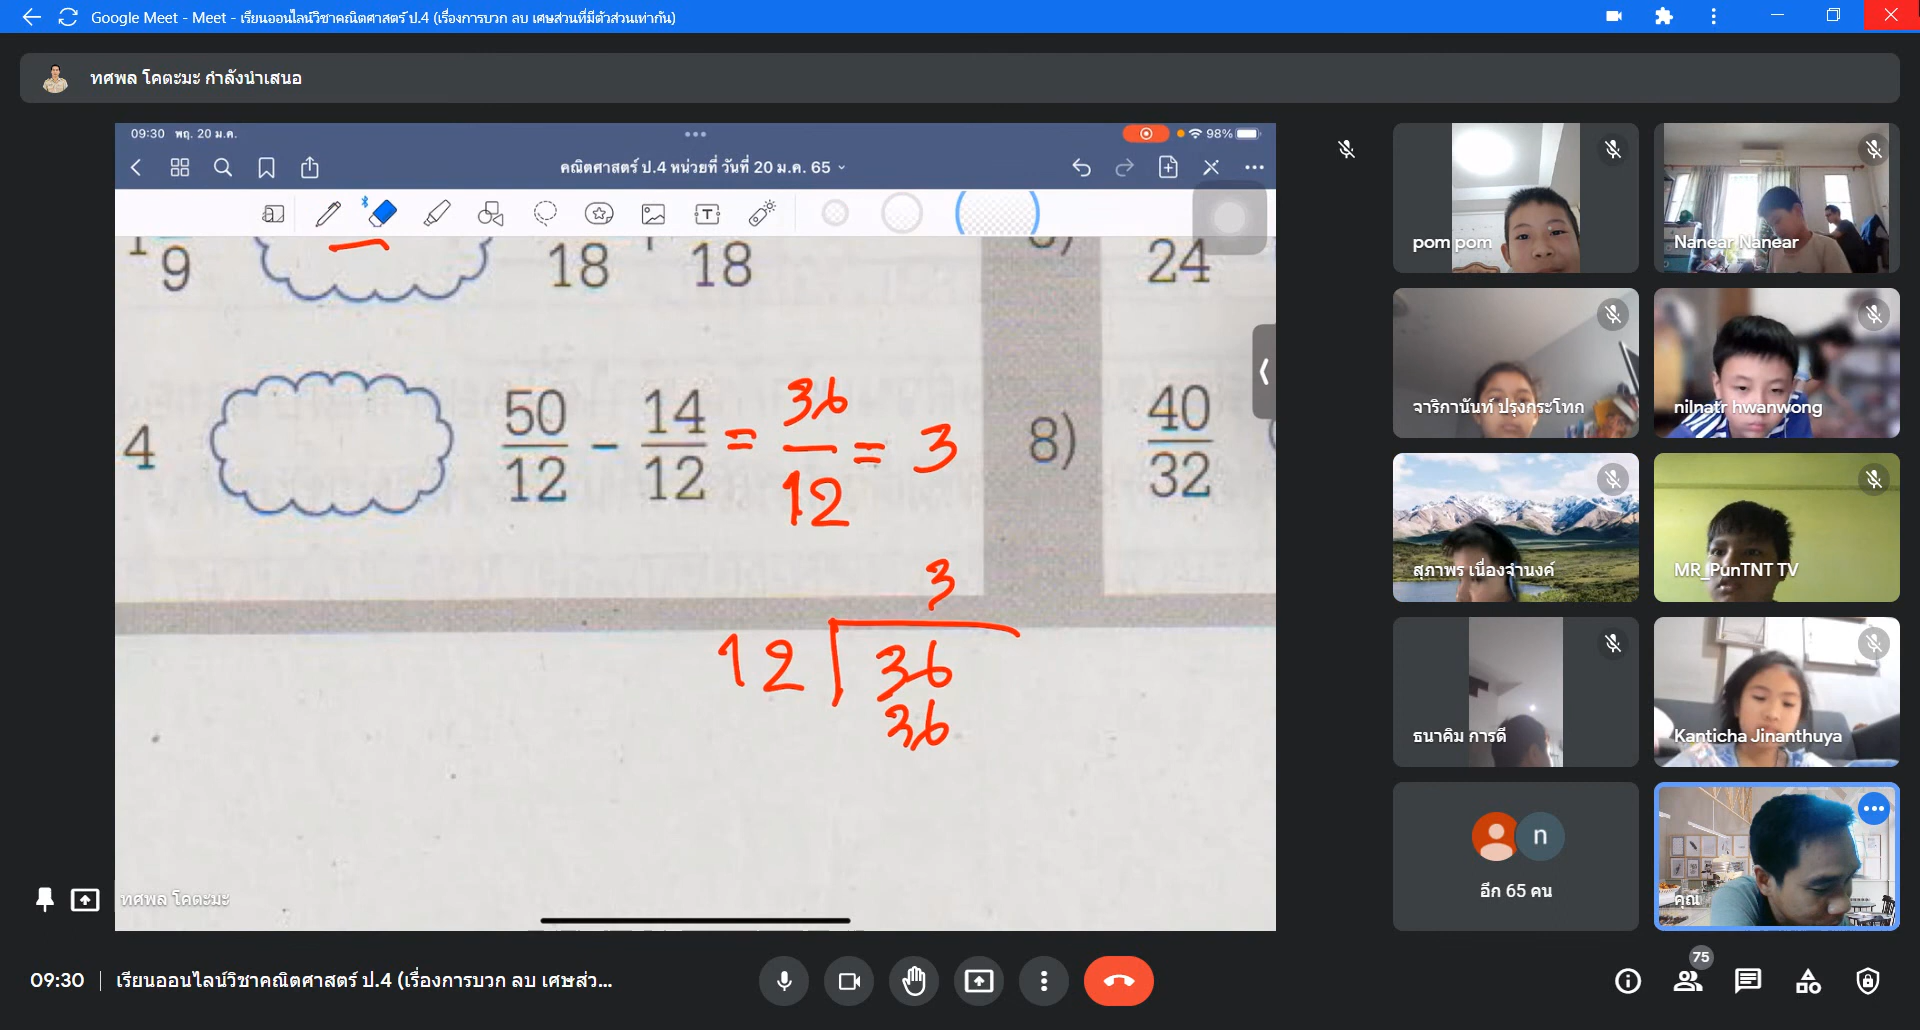 Google Meet - Meet - เรียนออนไลน์วิชาคณิตศาสตร์ ป.4 (เรื่องการบวก ลบ เศษส่วนที่มีตัวส่วนเท่ากัน)
ทศพล โคตะมะ กำลังนำเสนอ
09:30 พฤ. 20 ม.ค.
98%
คณิตศาสตร์ ป.4 หน่วยที่ วันที่ 20 ม.ค. 65
T
9
18
18
24
4
50
12
-
14
12
=
36
12
= 3
8)
40
32
3
12 36
36
ทศพล โคตะมะ
pom pom
Nanear Nanear
จาริกานันท์ ปรุงกระโทก
nilnatr hwanwong
สุภาพร เนื่องจำนงค์
MR_PunTNT TV
ธนาคิม การดี
Kanticha Jinanthuya
n
อีก 65 คน
คุณ
09:30 | เรียนออนไลน์วิชาคณิตศาสตร์ ป.4 (เรื่องการบวก ลบ เศษส่ว...
75